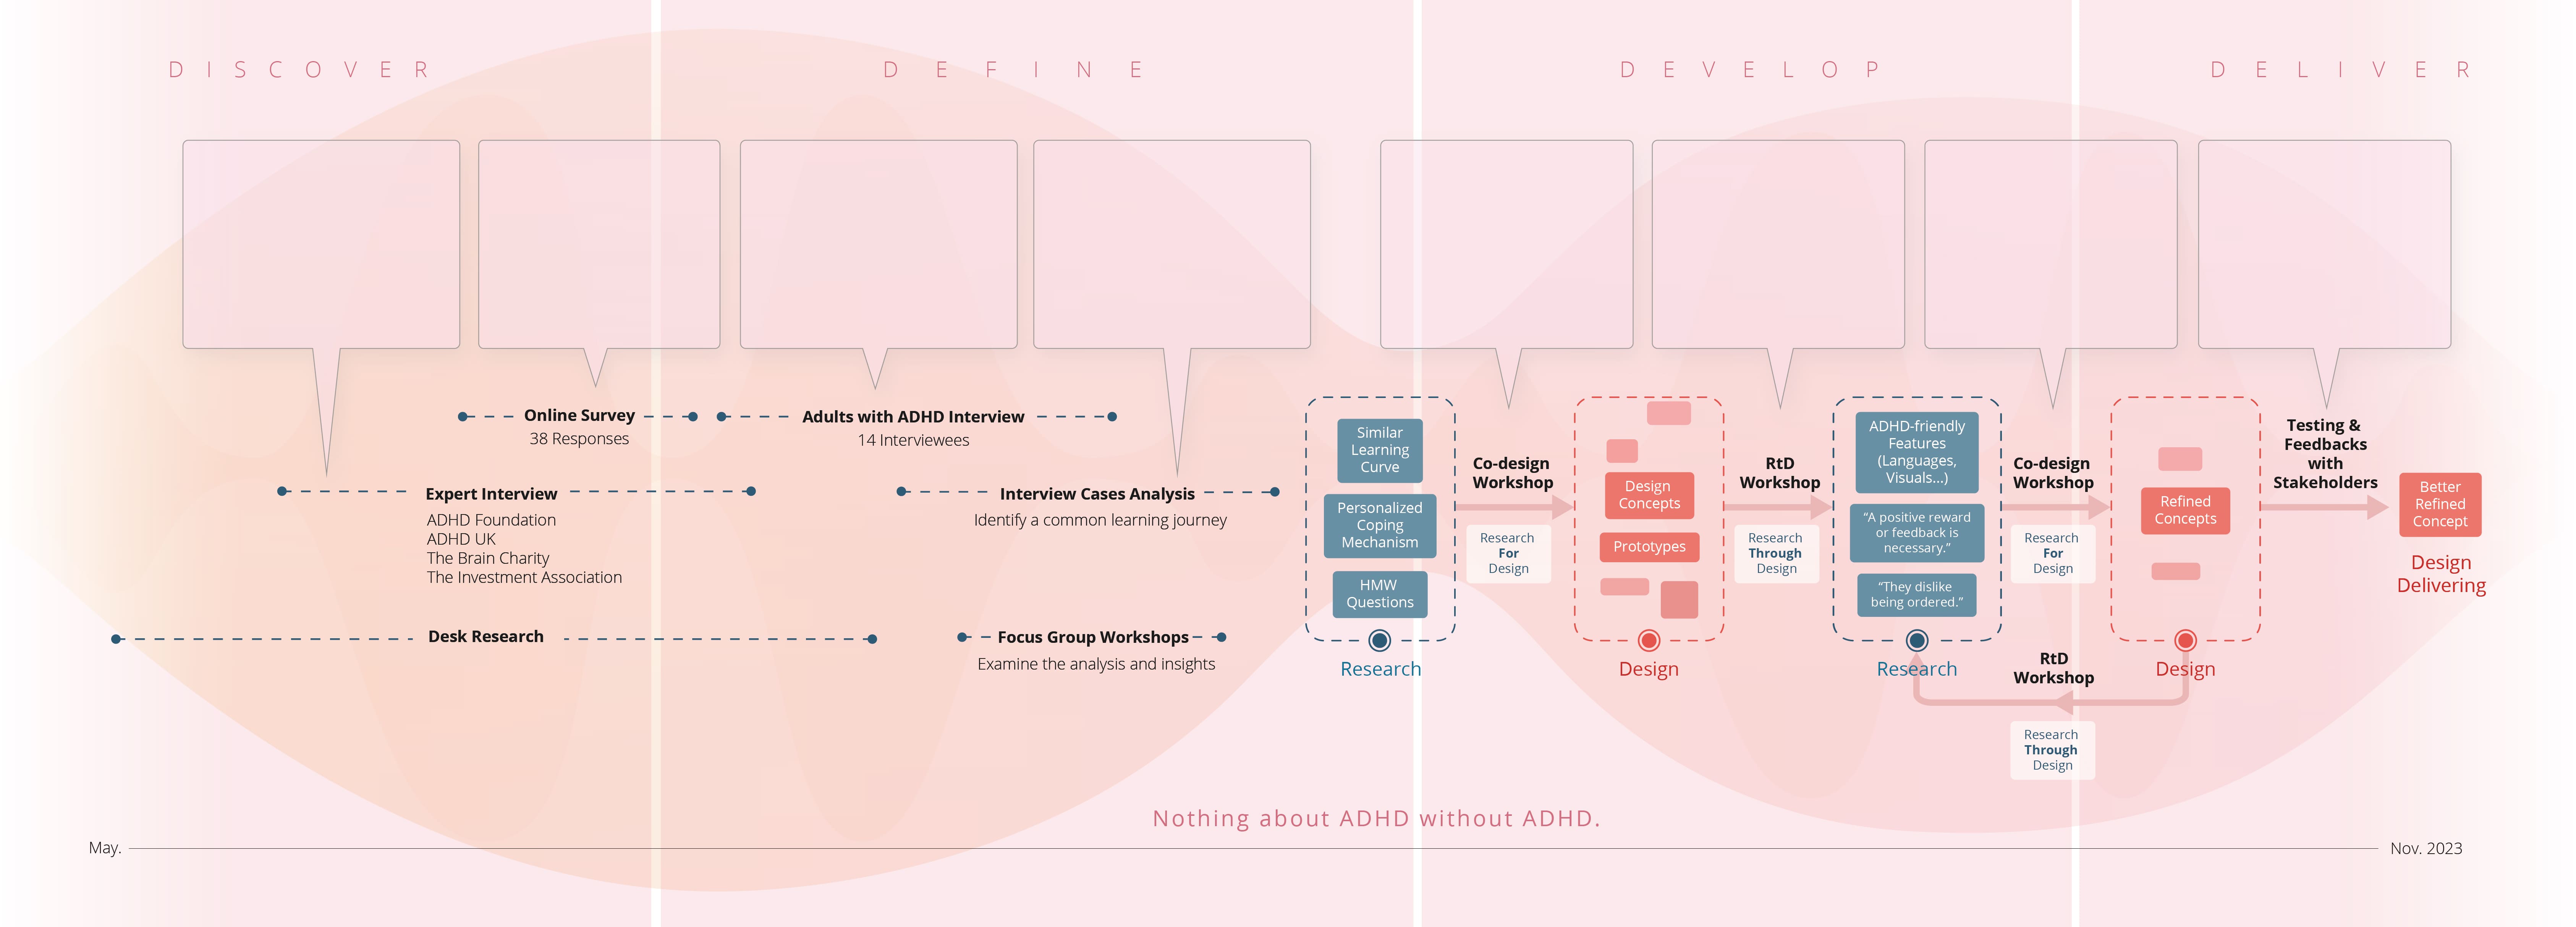 DISCOVER
DEFINE
DEVELOP
DELIVER
Online Survey
38 Responses
Adults with ADHD Interview
14 Interviewees
Expert Interview
ADHD Foundation
ADHD UK
The Brain Charity
The Investment Association
Interview Cases Analysis
Identify a common learning journey
Desk Research
Focus Group Workshops
Examine the analysis and insights
Similar
Learning
Curve
Personalized
Coping
Mechanism
HMW
Questions
Research
Co-design
Workshop
Research
For
Design
Design
Concepts
Prototypes
Design
RtD
Workshop
Research
Through
Design
ADHD-friendly
Features
(Languages,
Visuals...)
“A positive reward
or feedback is
necessary.”
“They dislike
being ordered.”
Research
Co-design
Workshop
Research
For
Design
RtD
Workshop
Research
Through
Design
Refined
Concepts
Design
Testing &
Feedbacks
with
Stakeholders
Better
Refined
Concept
Design
Delivering
Nothing about ADHD without ADHD.
May.
Nov. 2023